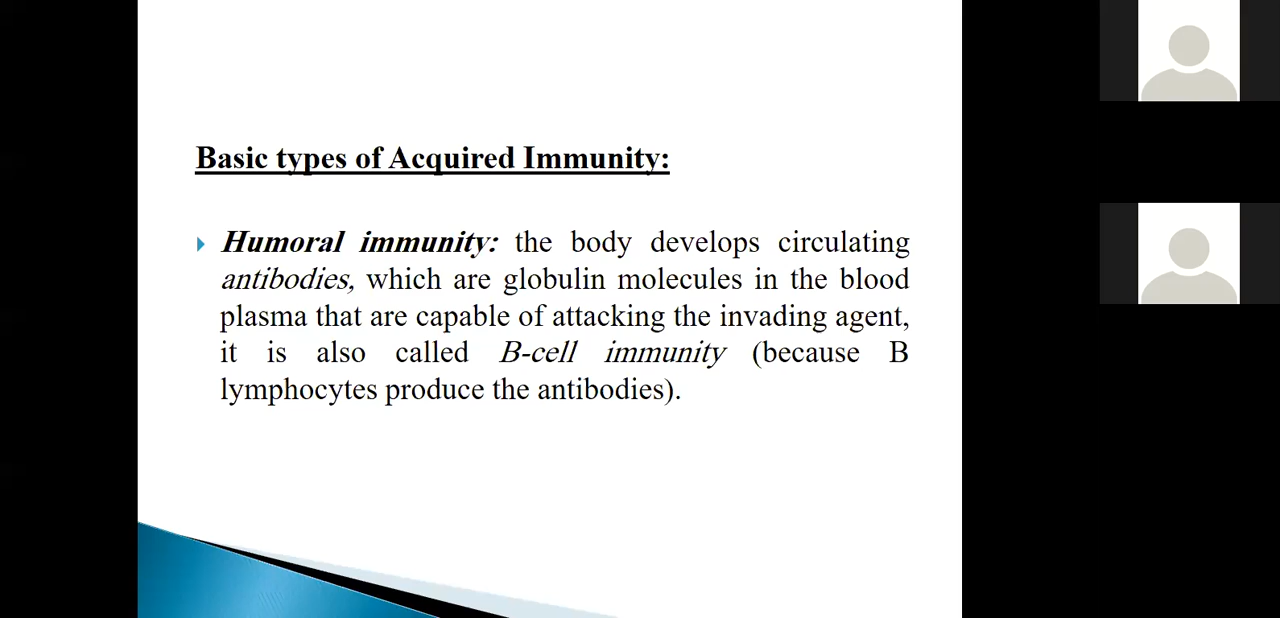 Basic types of Acquired Immunity:
Humoral immunity: the body develops circulating
antibodies, which are globulin molecules in the blood
plasma that are capable of attacking the invading agent,
it is also called B-cell immunity (because B
lymphocytes produce the antibodies).